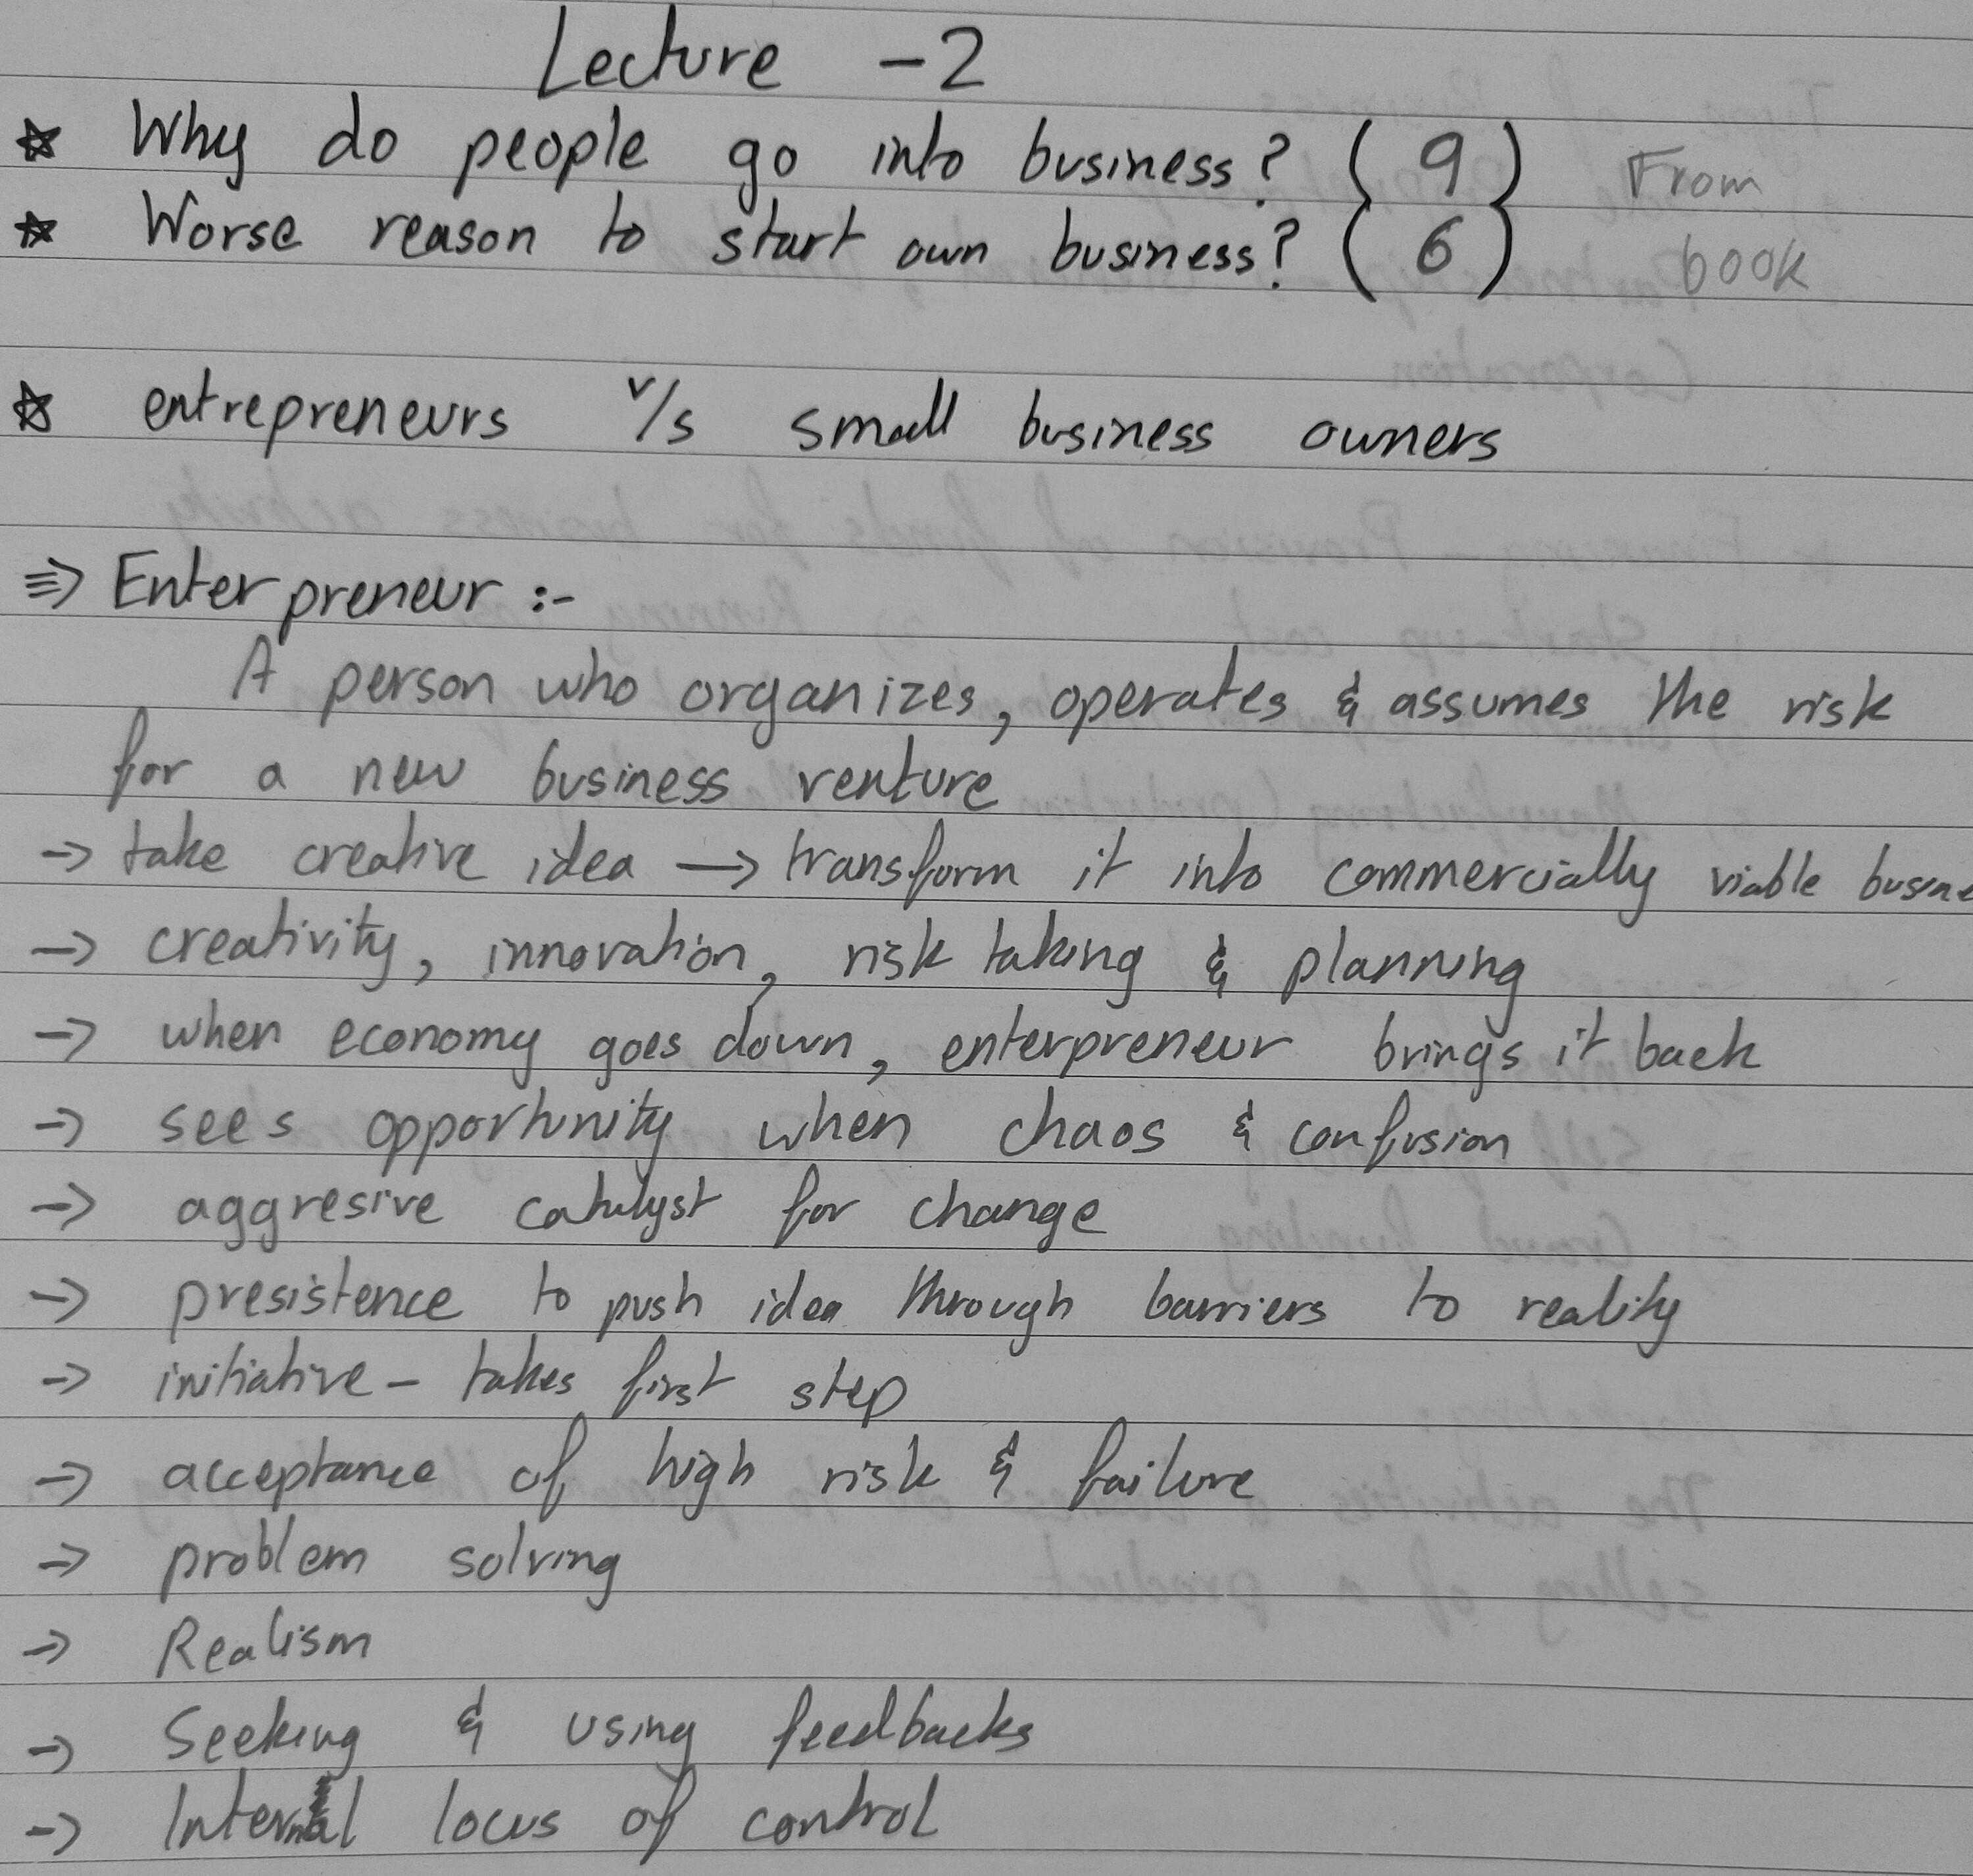 Lecture - 2
☆ Why do people go into business? { 9 } From
☆ Worse reason to start own business? { 6 } book
☆ entrepreneurs v/s small business owners
⇒ Enterpreneur :-
A person who organizes, operates & assumes the risk
for a new business venture
→ take creative idea → transform it into commercially viable busine
→ creativity, innovation, risk taking & planning
→ when economy goes down, enterpreneur brings it back
→ sees opportunity when chaos & confusion
→ aggresive catalyst for change
→ presistence to push idea through barriers to reality
→ initiative - takes first step
→ acceptance of high risk & failure
→ problem solving
→ Realism
→ Seeking & using feedbacks
→ Internal locus of control